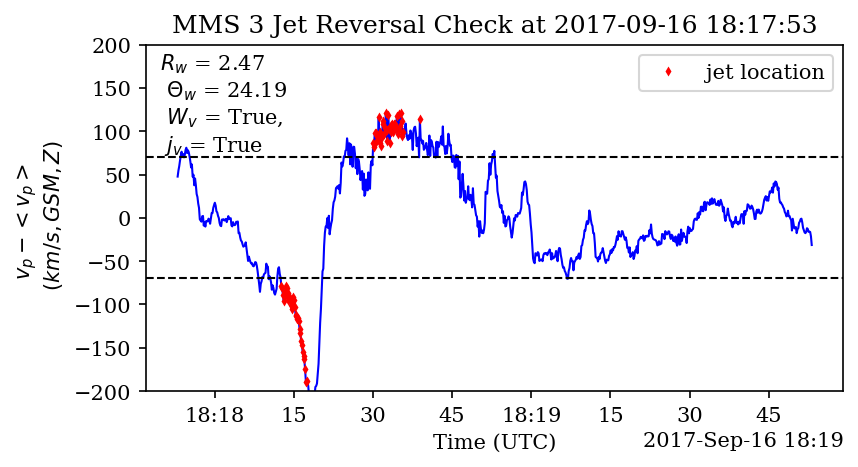 MMS 3 Jet Reversal Check at 2017-09-16 18:17:53
R_w = 2.47
Θ_w = 24.19
W_v = True,
j_v = True
jet location
200
150
100
50
0
−50
−100
−150
−200
v_p − <v_p>
(km/s, GSM, Z)
18:18 15 30 45 18:19 15 30 45
Time (UTC)
2017-Sep-16 18:19